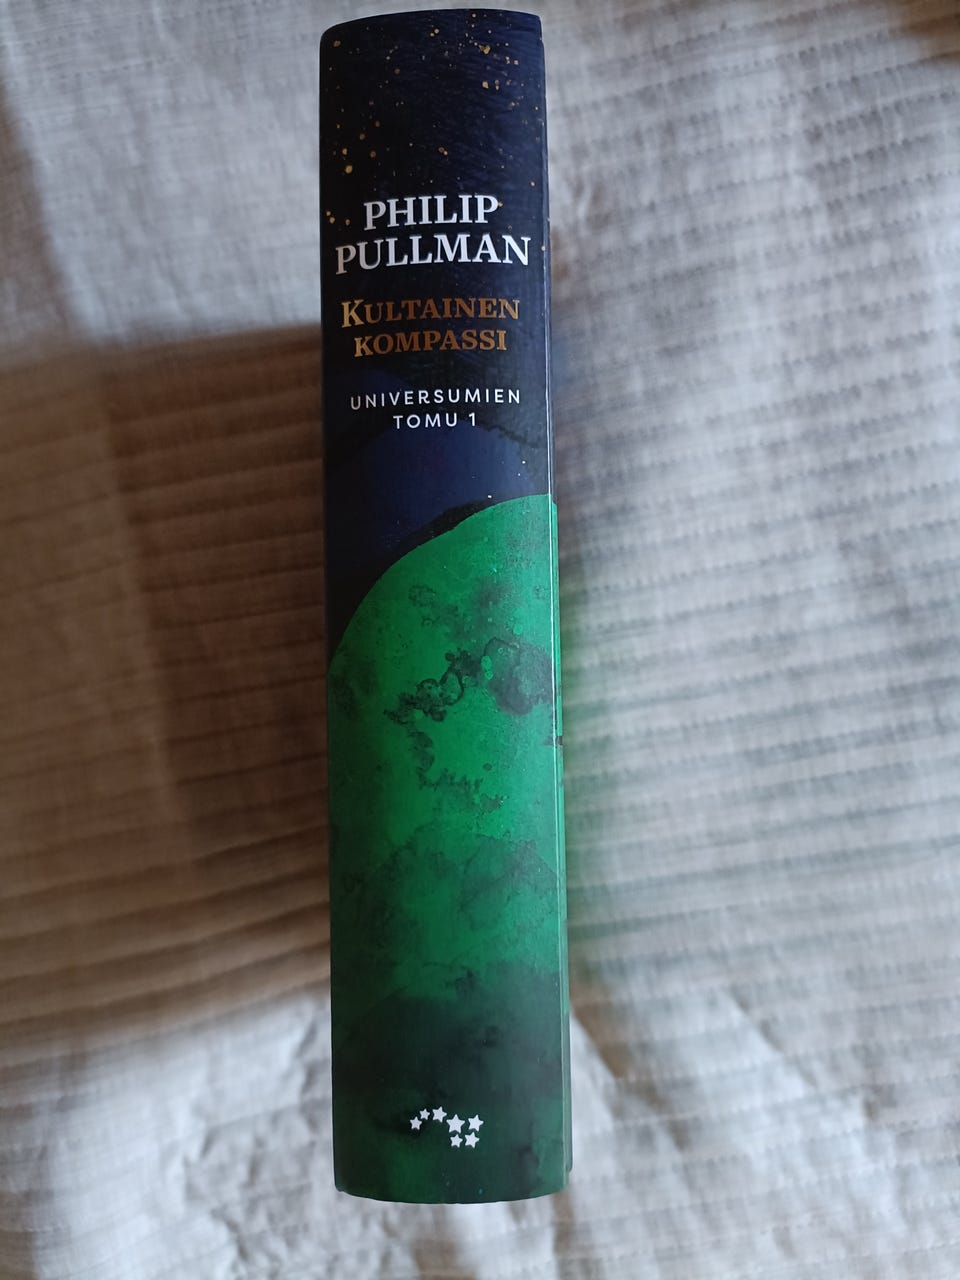 PHILIP
PULLMAN
KULTAINEN
KOMPASSI
UNIVERSUMIEN
TOMU 1